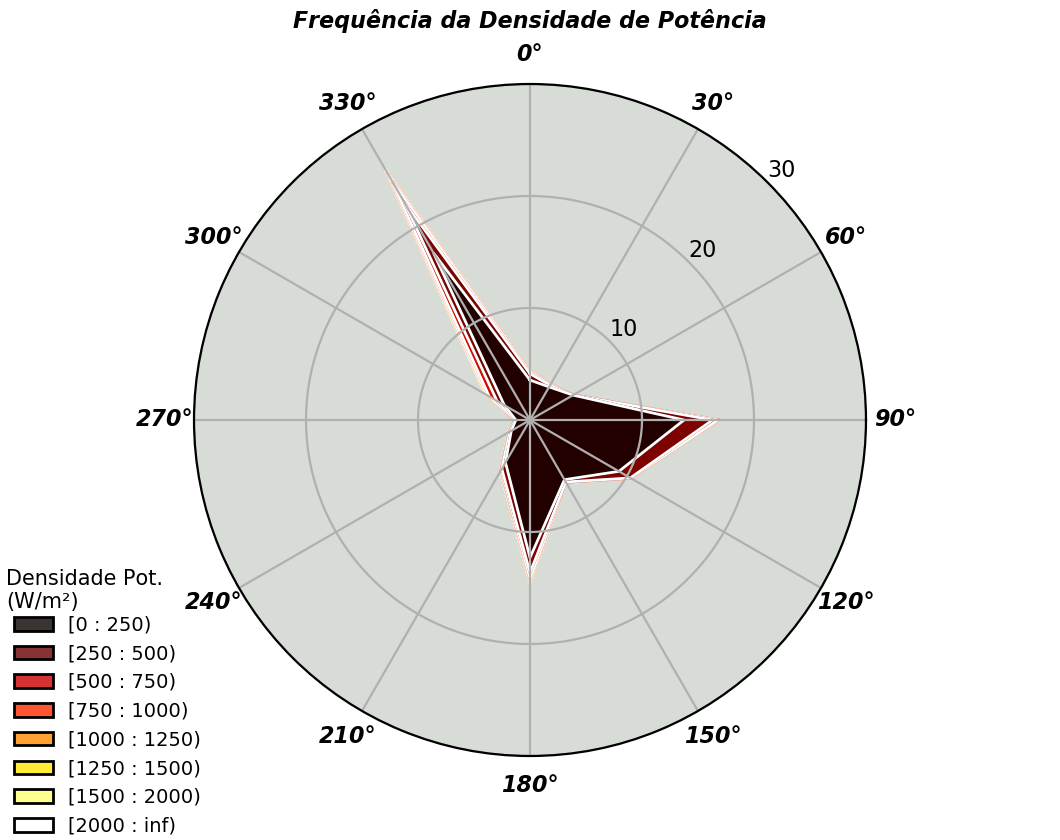 Frequência da Densidade de Potência
0°
330°
30°
30
300°
60°
20
10
270°
90°
240°
120°
210°
150°
180°
Densidade Pot.
(W/m²)
[0 : 250)
[250 : 500)
[500 : 750)
[750 : 1000)
[1000 : 1250)
[1250 : 1500)
[1500 : 2000)
[2000 : inf)